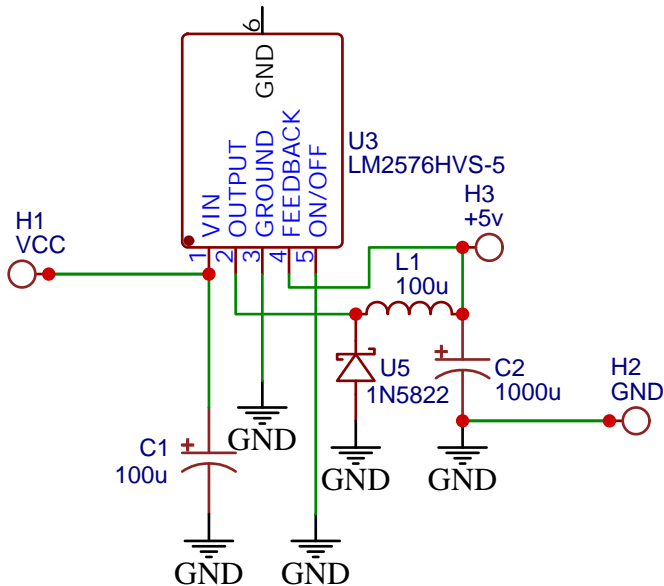 6
GND
U3
LM2576HVS-5
VIN
OUTPUT
GROUND
FEEDBACK
ON/OFF
1
2
3
4
5
H1
VCC
H3
+5v
L1
100u
+
U5
1N5822
+
C2
1000u
H2
GND
C1
100u
GND
GND
GND
GND
GND